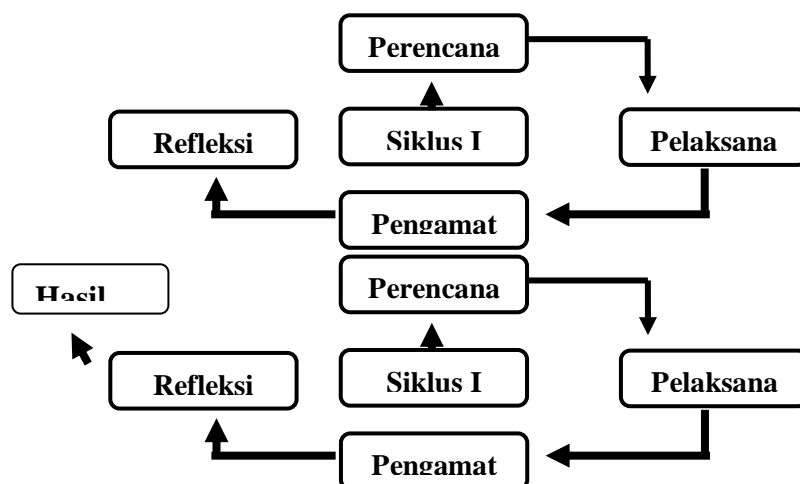 Perencana
Refleksi
Siklus I
Pelaksana
Pengamat
Hasil
Perencana
Refleksi
Siklus I
Pelaksana
Pengamat